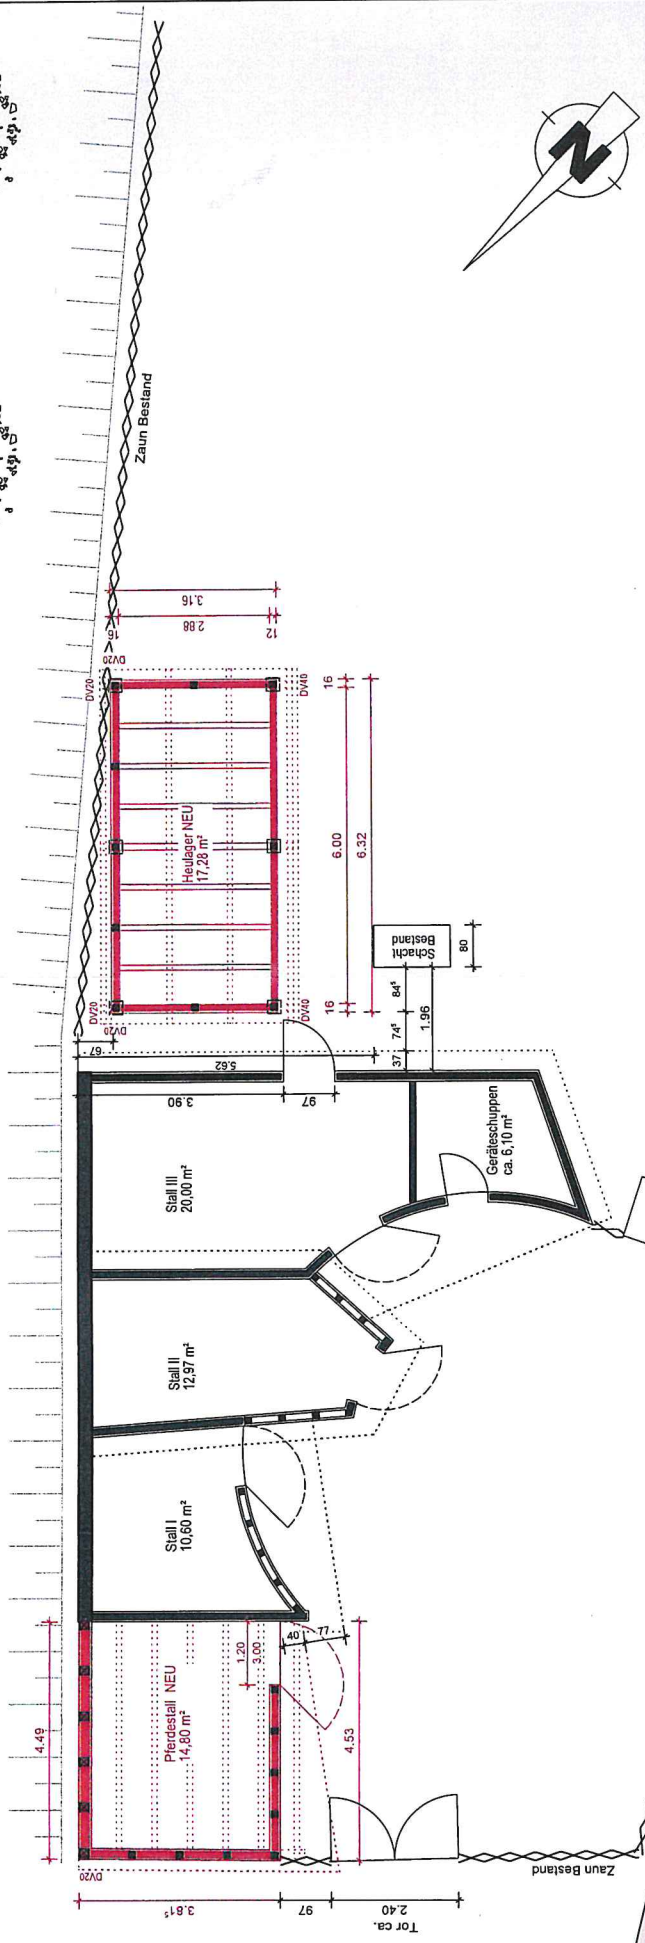 Zaun Bestand
N
3.16
16
2.88
12
DV20
DV20
DV40
16
Heulager NEU
17,28 m²
6.00
6.32
DV20
DV20
DV40
16
Schacht
Bestand
80
84⁵
74⁵
37
1.96
67
5.62
3.90
97
Stall III
20,00 m²
Geräteschuppen
ca. 6,10 m²
Stall II
12,97 m²
Stall I
10,60 m²
40
77
1.20
3.00
4.49
Pferdestall NEU
14,80 m²
4.53
DV20
3.81⁵
97
2.40
Tor ca.
Zaun Bestand